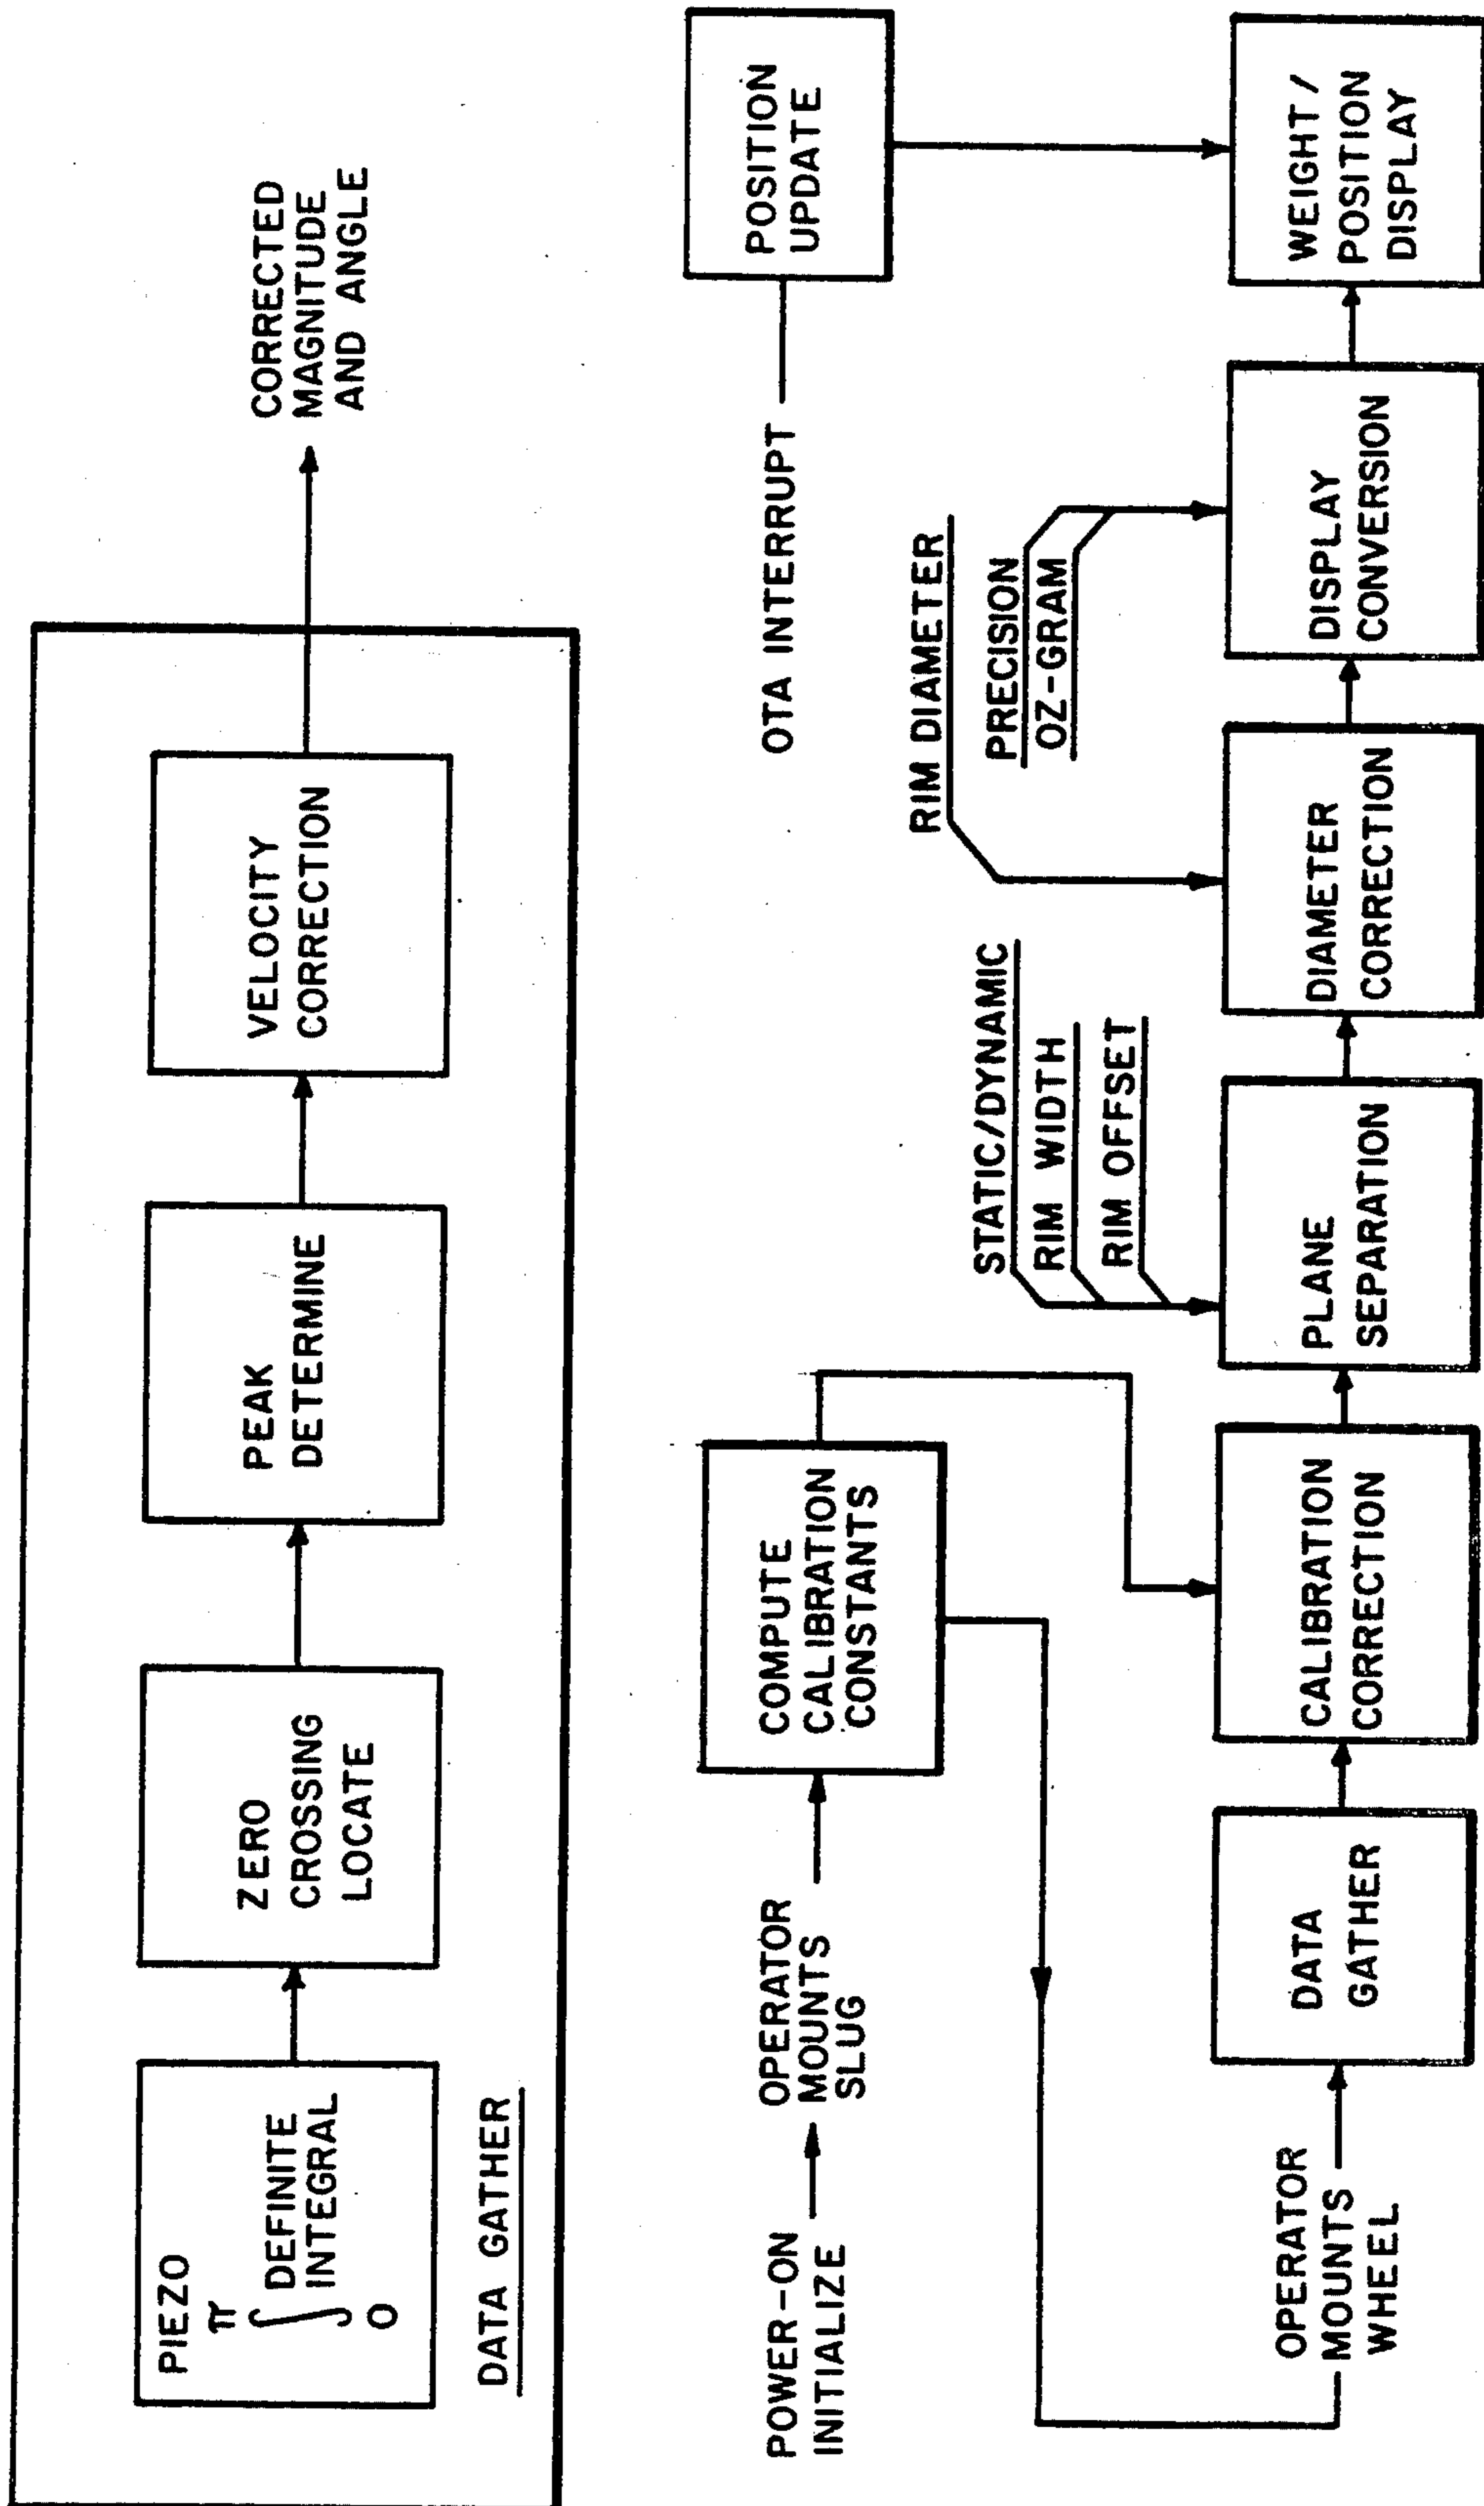 PIEZO
π
∫ DEFINITE
INTEGRAL
0
ZERO
CROSSING
LOCATE
PEAK
DETERMINE
VELOCITY
CORRECTION
CORRECTED
MAGNITUDE
AND ANGLE
DATA GATHER
POWER-ON
INITIALIZE
OPERATOR
MOUNTS
SLUG
COMPUTE
CALIBRATION
CONSTANTS
OTA INTERRUPT
POSITION
UPDATE
STATIC/DYNAMIC
RIM WIDTH
RIM OFFSET
RIM DIAMETER
PRECISION
OZ-GRAM
OPERATOR
MOUNTS
WHEEL
DATA
GATHER
CALIBRATION
CORRECTION
PLANE
SEPARATION
DIAMETER
CORRECTION
DISPLAY
CONVERSION
WEIGHT/
POSITION
DISPLAY